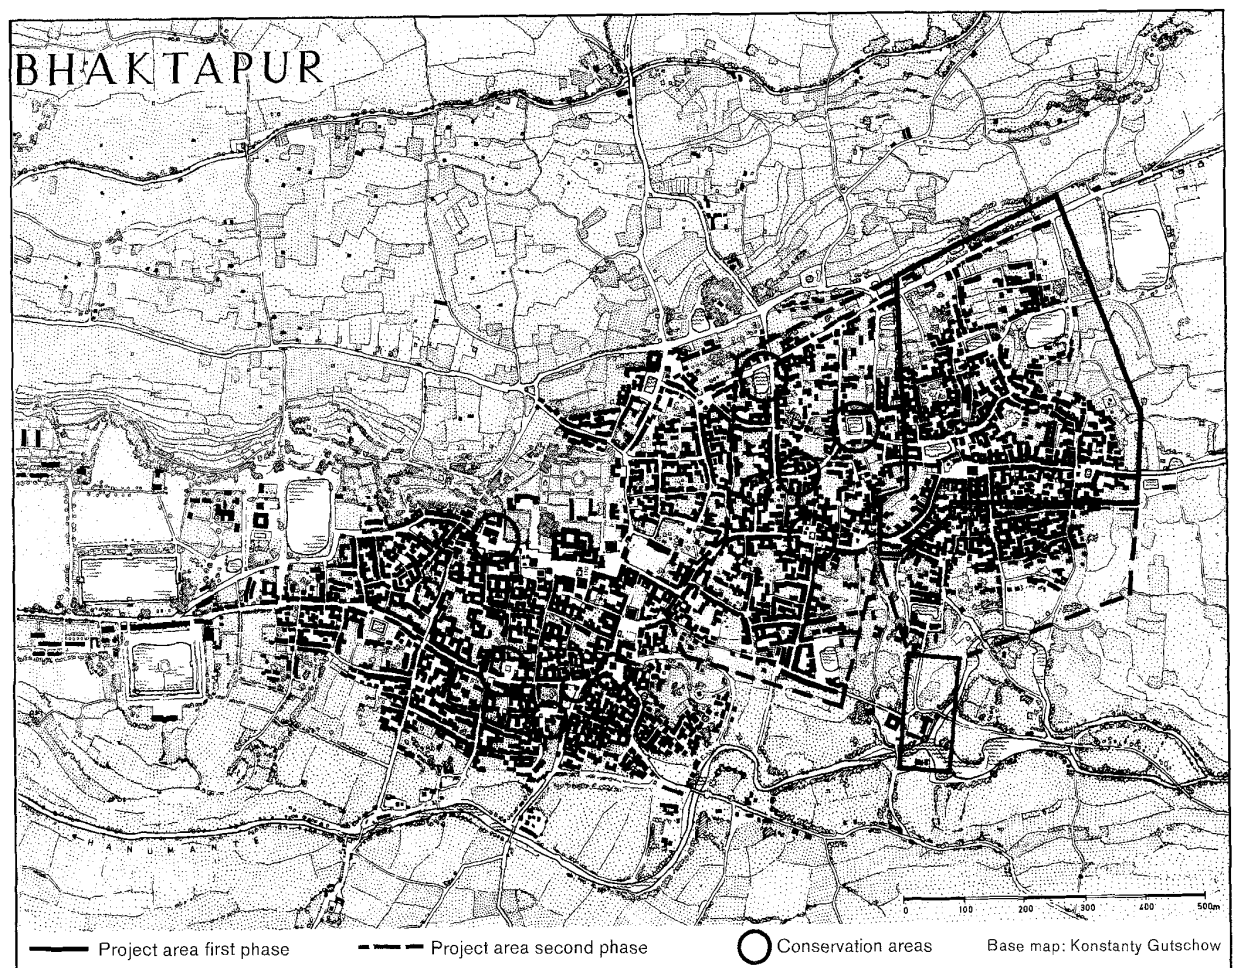 BHAKTAPUR
HANUMANTE
0 100 200 300 400 500m
Project area first phase
Project area second phase
Conservation areas
Base map: Konstanty Gutschow